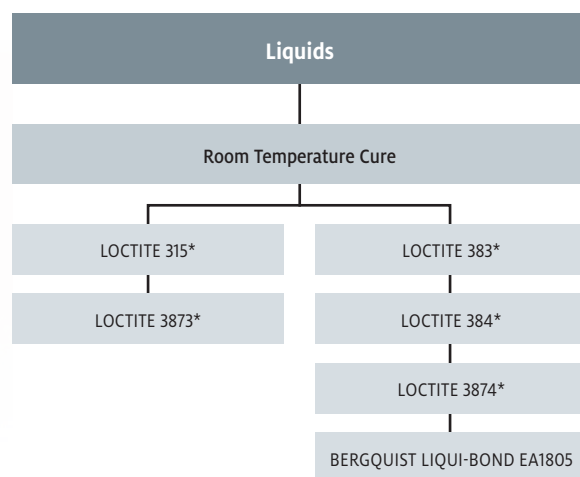 Liquids
Room Temperature Cure
LOCTITE 315*
LOCTITE 3873*
LOCTITE 383*
LOCTITE 384*
LOCTITE 3874*
BERGQUIST LIQUI-BOND EA1805